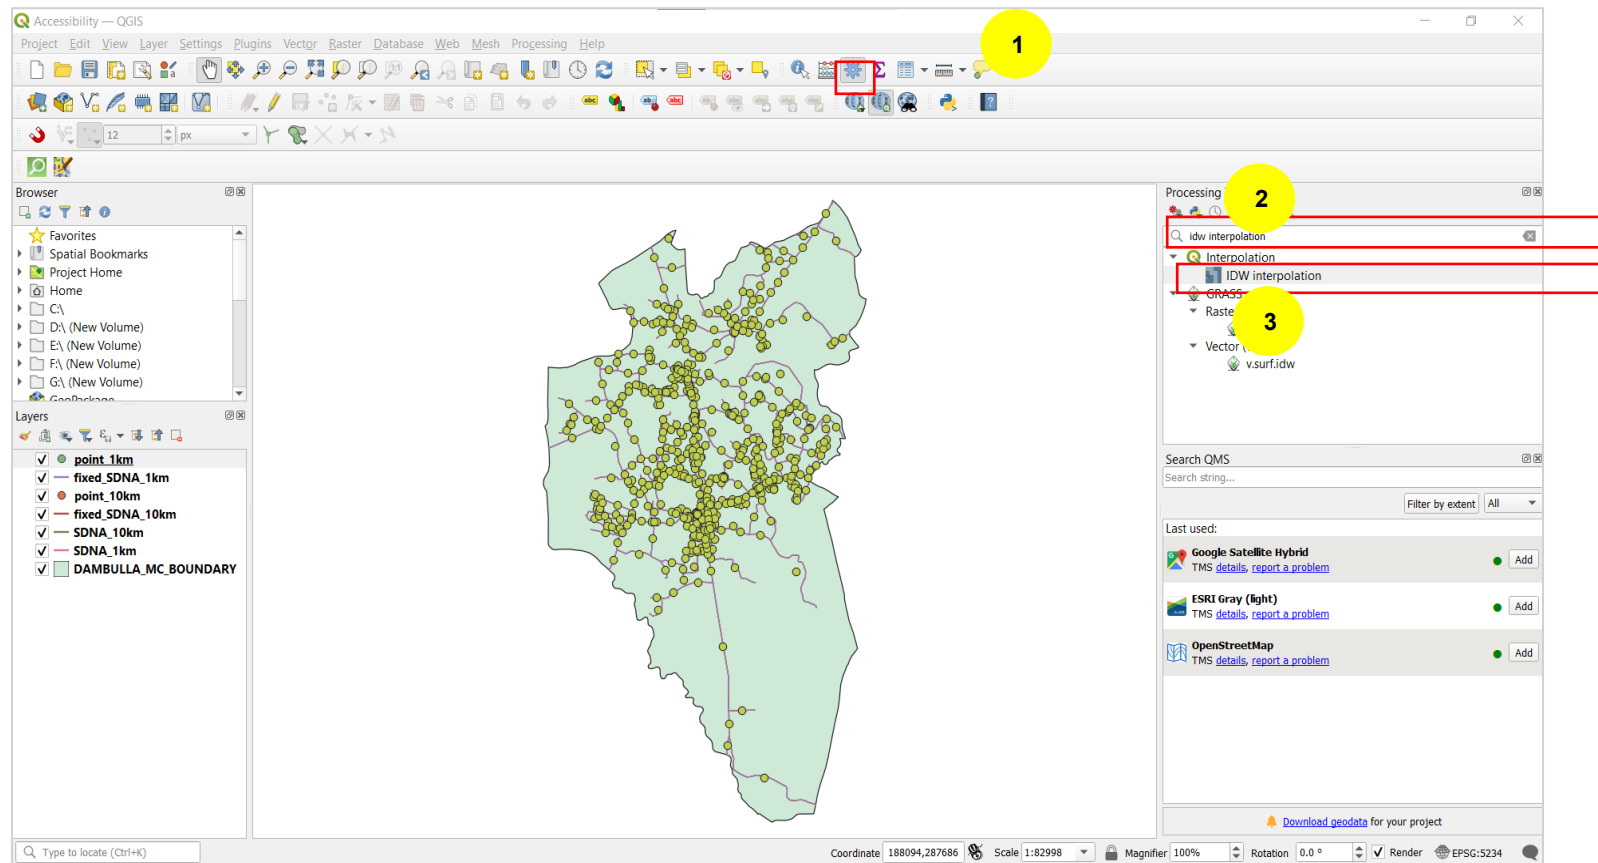 Accessibility — QGIS
1
Project Edit View Layer Settings Plugins Vector Raster Database Web Mesh Processing Help
12 px
Browser
Favorites
Spatial Bookmarks
Project Home
Home
C:\
D:\ (New Volume)
E:\ (New Volume)
F:\ (New Volume)
G:\ (New Volume)
GeoPackage
Layers
point_1km
fixed_SDNA_1km
point_10km
fixed_SDNA_10km
SDNA_10km
SDNA_1km
DAMBULLA_MC_BOUNDARY
Processing
2
idw interpolation
Interpolation
IDW interpolation
GRASS
3
Raste
Vector (
v.surf.idw
Search QMS
Search string...
Filter by extent All
Last used:
Google Satellite Hybrid
TMS details, report a problem
Add
ESRI Gray (light)
TMS details, report a problem
Add
OpenStreetMap
TMS details, report a problem
Add
Download geodata for your project
Type to locate (Ctrl+K) Coordinate 188094,287686 Scale 1:82998 Magnifier 100% Rotation 0.0 ° Render EPSG:5234